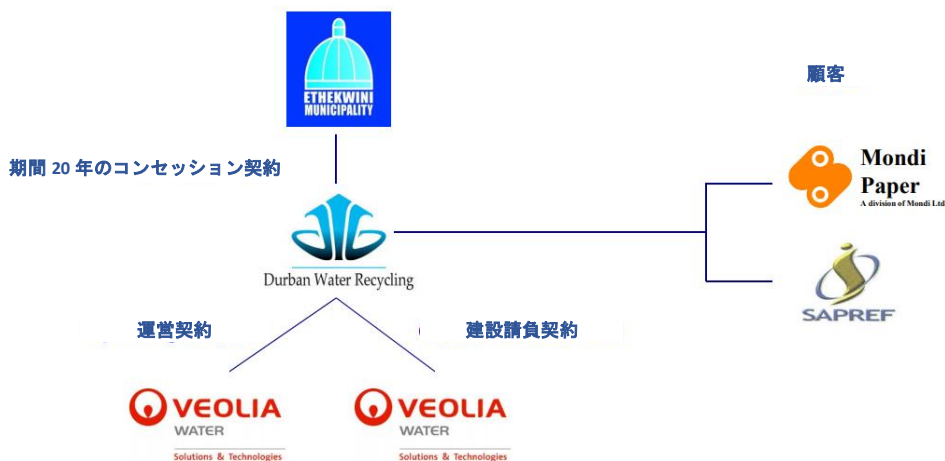 ETHEKWINI
MUNICIPALITY
顧客
期間 20 年のコンセッション契約
Mondi
Paper
A division of Mondi Ltd
Durban Water Recycling
SAPREF
運営契約
建設請負契約
VEOLIA
WATER
Solutions & Technologies
VEOLIA
WATER
Solutions & Technologies